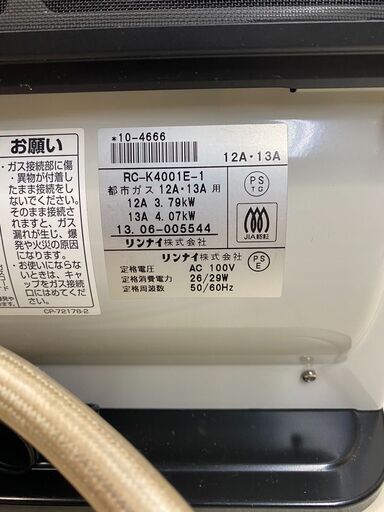 お願い
・ガス接続部に傷
・異物が付着し
たまま接続をし
ないでください。
そのまま接続さ
れますと、ガス
漏れが生じ、爆
発や火災の原因
になります。
・お使いにならな
いときは、キャ
ップをガス接続
口にはめてくだ
さい。
CP-72178-2
*10-4666
12A・13A
RC-K4001E-1
都市ガス 12A・13A 用
12A 3.79kW
13A 4.07kW
13.06-005544
リンナイ株式会社
PS
TG
JIA認証
リンナイ株式会社
PS
E
定格電圧 AC 100V
定格消費電力 26/29W
定格周波数 50/60Hz